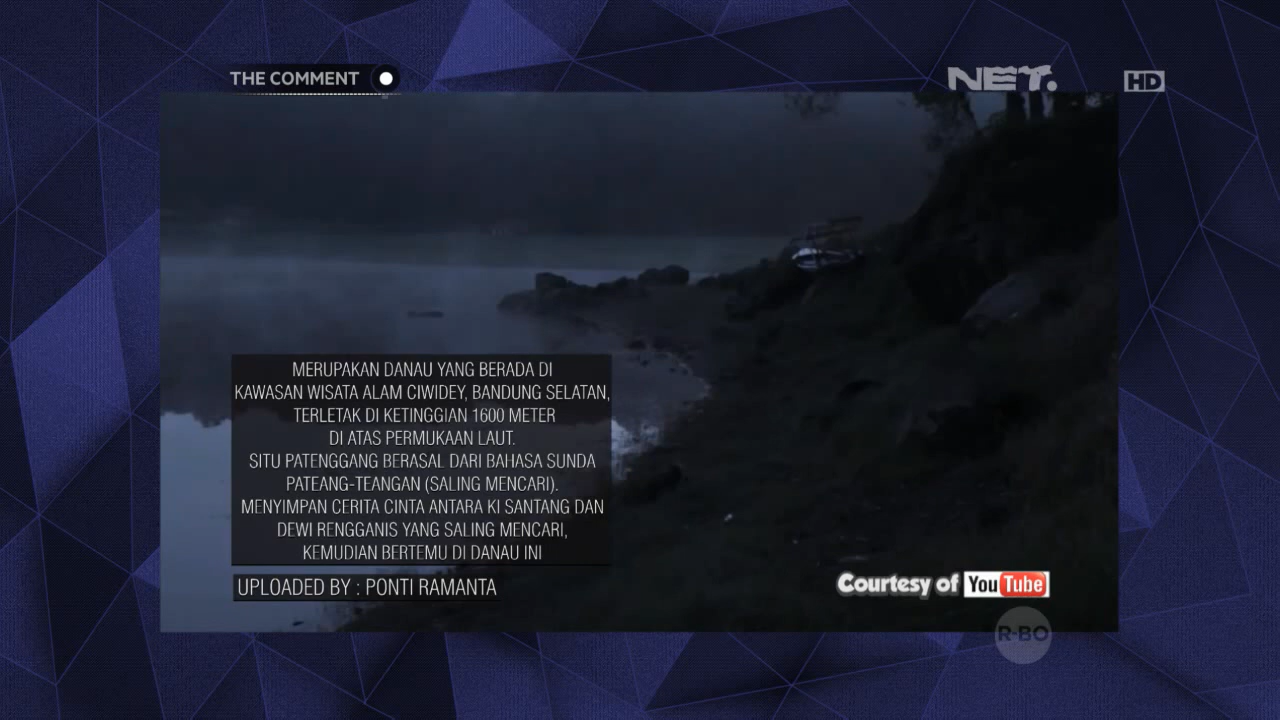 THE COMMENT
NET.
HD
MERUPAKAN DANAU YANG BERADA DI
KAWASAN WISATA ALAM CIWIDEY, BANDUNG SELATAN,
TERLETAK DI KETINGGIAN 1600 METER
DI ATAS PERMUKAAN LAUT.
SITU PATENGGANG BERASAL DARI BAHASA SUNDA
PATEANG-TEANGAN (SALING MENCARI).
MENYIMPAN CERITA CINTA ANTARA KI SANTANG DAN
DEWI RENGGANIS YANG SALING MENCARI,
KEMUDIAN BERTEMU DI DANAU INI
UPLOADED BY : PONTI RAMANTA
Courtesy of YouTube
R-BO